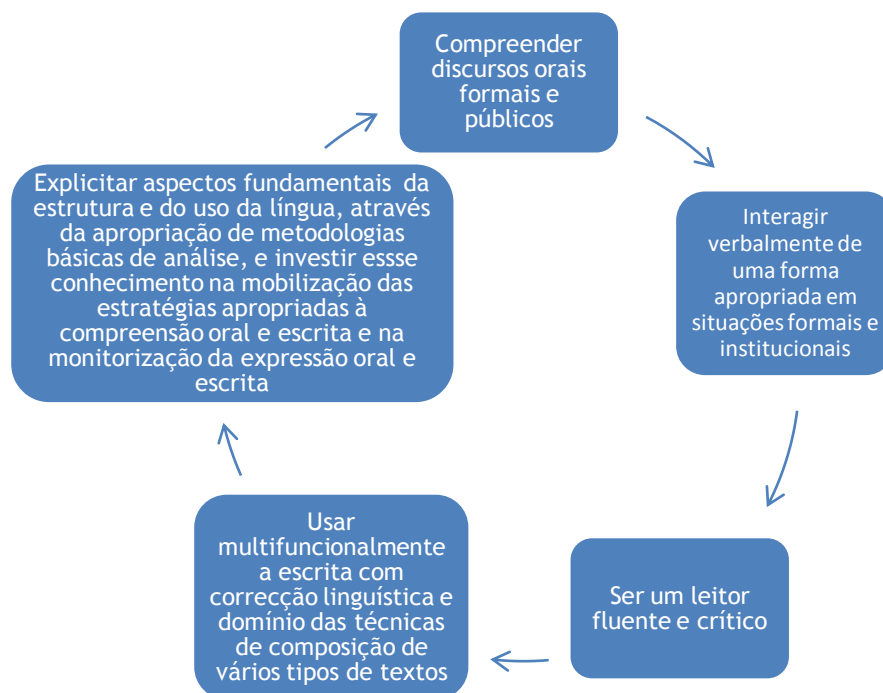 Compreender
discursos orais
formais e
públicos
Interagir
verbalmente de
uma forma
apropriada em
situações formais e
institucionais
Ser um leitor
fluente e crítico
Usar
multifuncionalmente
a escrita com
correcção linguística e
domínio das técnicas
de composição de
vários tipos de textos
Explicitar aspectos fundamentais da
estrutura e do uso da língua, através
da apropriação de metodologias
básicas de análise, e investir essse
conhecimento na mobilização das
estratégias apropriadas à
compreensão oral e escrita e na
monitorização da expressão oral e
escrita